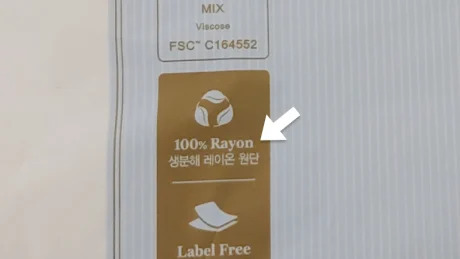 MIX
Viscose
FSC™ C164552
100% Rayon
생분해 레이온 원단
Label Free